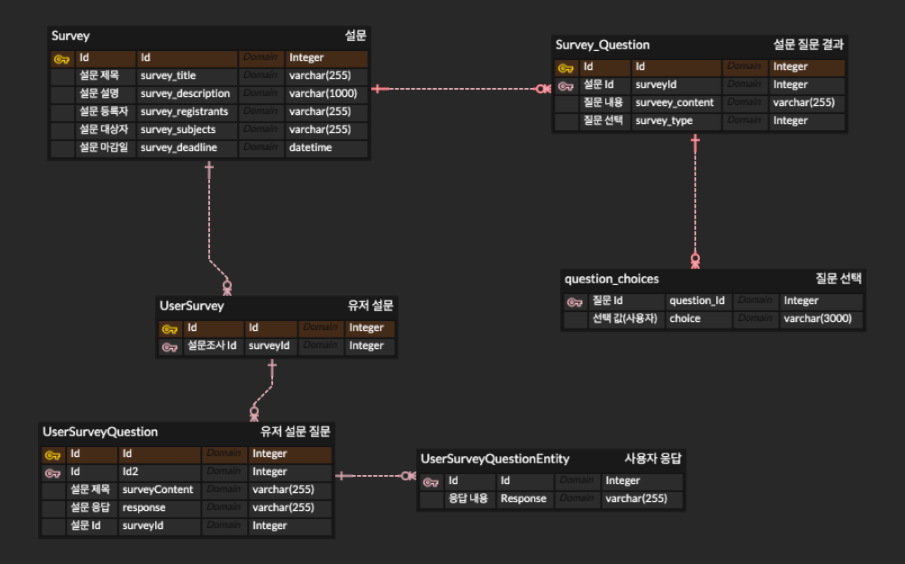 Survey 설문
Id Id Domain Integer
설문 제목 survey_title Domain varchar(255)
설문 설명 survey_description Domain varchar(1000)
설문 등록자 survey_registrants Domain varchar(255)
설문 대상자 survey_subjects Domain varchar(255)
설문 마감일 survey_deadline Domain datetime
Survey_Question 설문 질문 결과
Id Id Domain Integer
설문 Id surveyId Domain Integer
질문 내용 surveey_content Domain varchar(255)
질문 선택 survey_type Domain Integer
question_choices 질문 선택
질문 Id question_Id Domain Integer
선택 값(사용자) choice Domain varchar(3000)
UserSurvey 유저 설문
Id Id Domain Integer
설문조사 Id surveyId Domain Integer
UserSurveyQuestion 유저 설문 질문
Id Id Domain Integer
Id Id2 Domain Integer
설문 제목 surveyContent Domain varchar(255)
설문 응답 response Domain varchar(255)
설문 Id surveyId Domain Integer
UserSurveyQuestionEntity 사용자 응답
Id Id Domain Integer
응답 내용 Response Domain varchar(255)